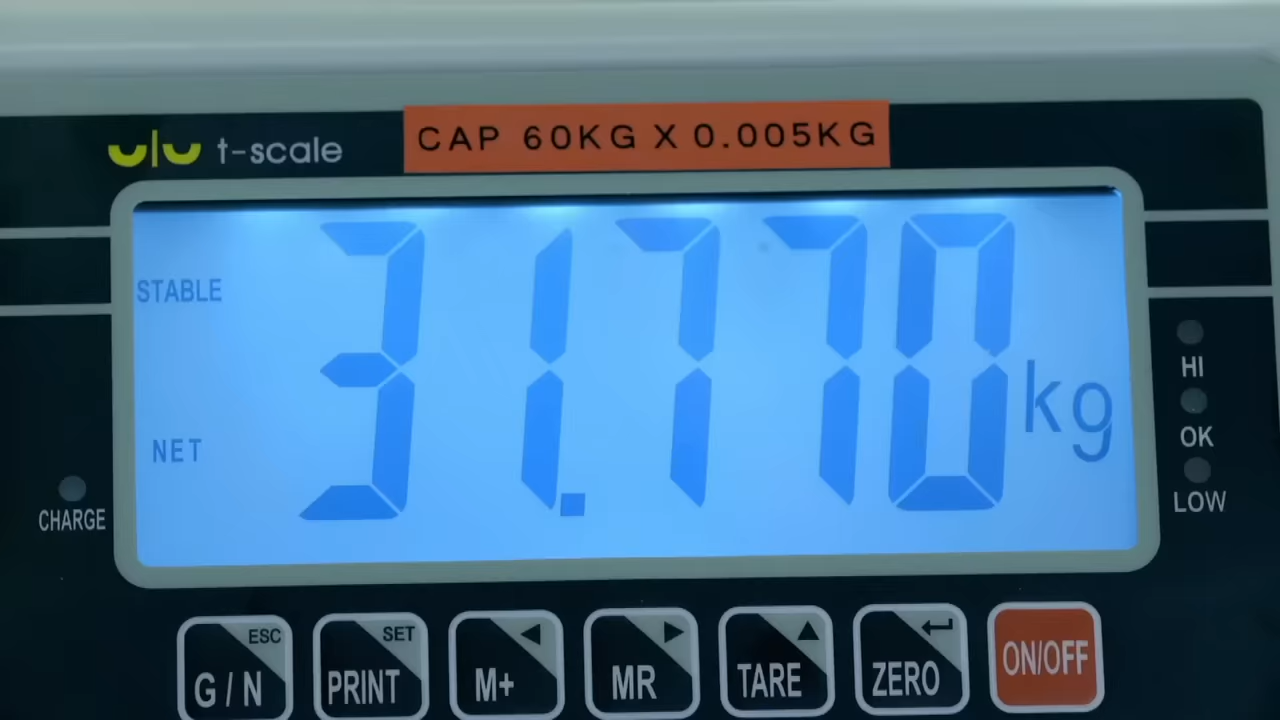 t-scale
CAP 60KG X 0.005KG
STABLE
31.770 kg
NET
CHARGE
HI
OK
LOW
ESC
G / N
SET
PRINT
M+
MR
TARE
ZERO
ON/OFF